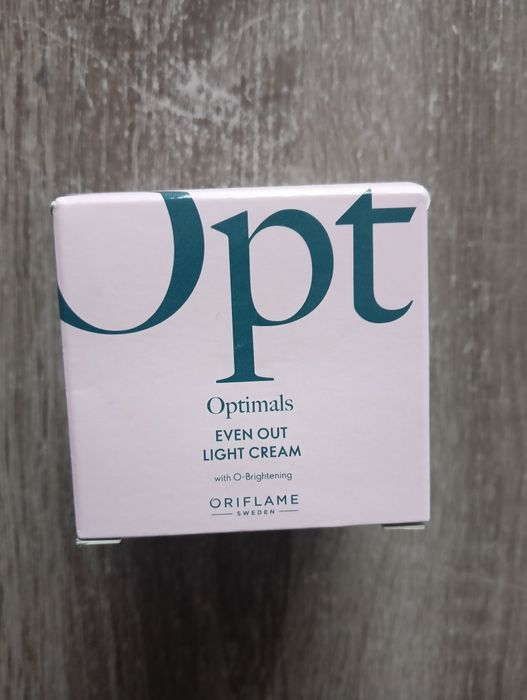 Opt
Optimals
EVEN OUT
LIGHT CREAM
with O-Brightening
ORIFLAME
SWEDEN